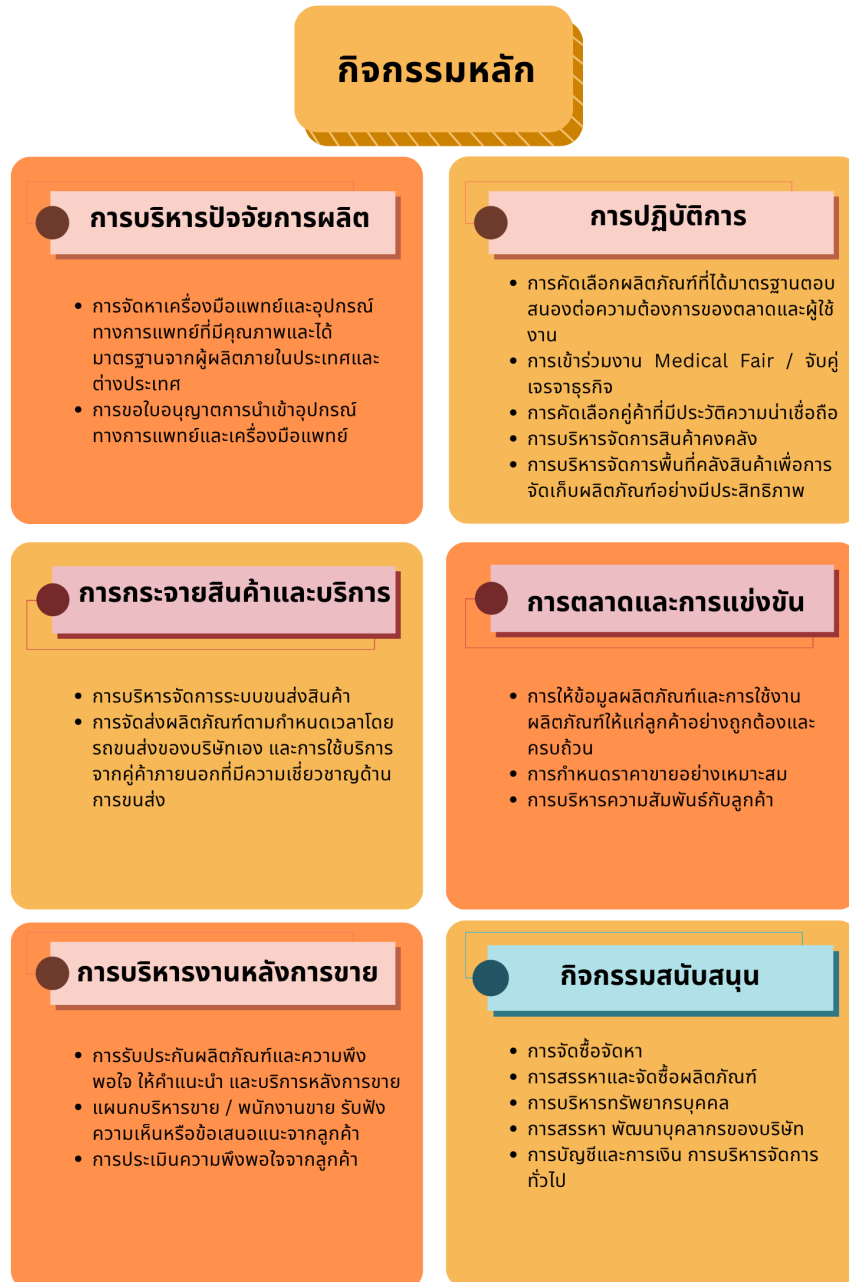 กิจกรรมหลัก
การบริหารปัจจัยการผลิต
• การจัดหาเครื่องมือแพทย์และอุปกรณ์
ทางการแพทย์ที่มีคุณภาพและได้
มาตรฐานจากผู้ผลิตภายในประเทศและ
ต่างประเทศ
• การขอใบอนุญาตการนำเข้าอุปกรณ์
ทางการแพทย์และเครื่องมือแพทย์
การปฏิบัติการ
• การคัดเลือกผลิตภัณฑ์ที่ได้มาตรฐานตอบ
สนองต่อความต้องการของตลาดและผู้ใช้
งาน
• การเข้าร่วมงาน Medical Fair / จับคู่
เจรจาธุรกิจ
• การคัดเลือกคู่ค้าที่มีประวัติความน่าเชื่อถือ
• การบริหารจัดการสินค้าคงคลัง
• การบริหารจัดการพื้นที่คลังสินค้าเพื่อการ
จัดเก็บผลิตภัณฑ์อย่างมีประสิทธิภาพ
การกระจายสินค้าและบริการ
• การบริหารจัดการระบบขนส่งสินค้า
• การจัดส่งผลิตภัณฑ์ตามกำหนดเวลาโดย
รถขนส่งของบริษัทเอง และการใช้บริการ
จากคู่ค้าภายนอกที่มีความเชี่ยวชาญด้าน
การขนส่ง
การตลาดและการแข่งขัน
• การให้ข้อมูลผลิตภัณฑ์และการใช้งาน
ผลิตภัณฑ์ให้แก่ลูกค้าอย่างถูกต้องและ
ครบถ้วน
• การกำหนดราคาขายอย่างเหมาะสม
• การบริหารความสัมพันธ์กับลูกค้า
การบริหารงานหลังการขาย
• การรับประกันผลิตภัณฑ์และความพึง
พอใจ ให้คำแนะนำ และบริการหลังการขาย
• แผนกบริหารขาย / พนักงานขาย รับฟัง
ความเห็นหรือข้อเสนอแนะจากลูกค้า
• การประเมินความพึงพอใจจากลูกค้า
กิจกรรมสนับสนุน
• การจัดซื้อจัดหา
• การสรรหาและจัดซื้อผลิตภัณฑ์
• การบริหารทรัพยากรบุคคล
• การสรรหา พัฒนาบุคลากรของบริษัท
• การบัญชีและการเงิน การบริหารจัดการ
ทั่วไป